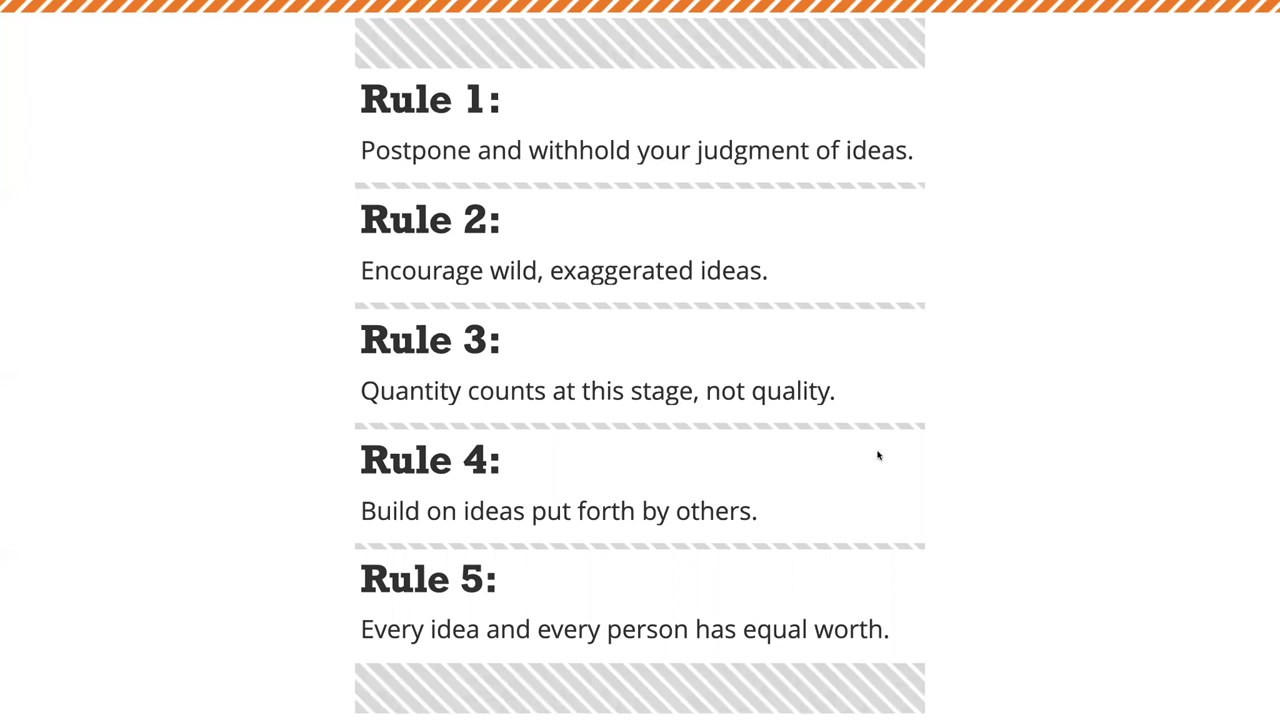 Rule 1:
Postpone and withhold your judgment of ideas.
Rule 2:
Encourage wild, exaggerated ideas.
Rule 3:
Quantity counts at this stage, not quality.
Rule 4:
Build on ideas put forth by others.
Rule 5:
Every idea and every person has equal worth.